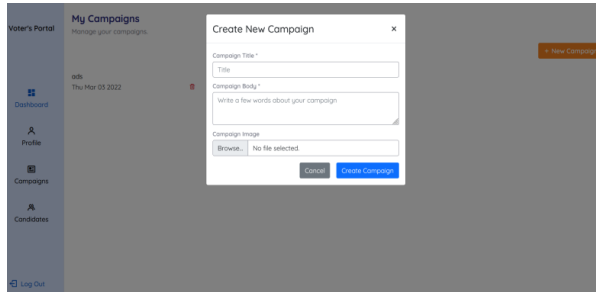 Voter's Portal
Dashboard
Profile
Campaigns
Candidates
Log Out
My Campaigns
Manage your campaigns.
+ New Campaign
ads
Thu Mar 03 2022
Create New Campaign
×
Campaign Title *
Title
Campaign Body *
Write a few words about your campaign
Campaign Image
Browse... No file selected.
Cancel Create Campaign